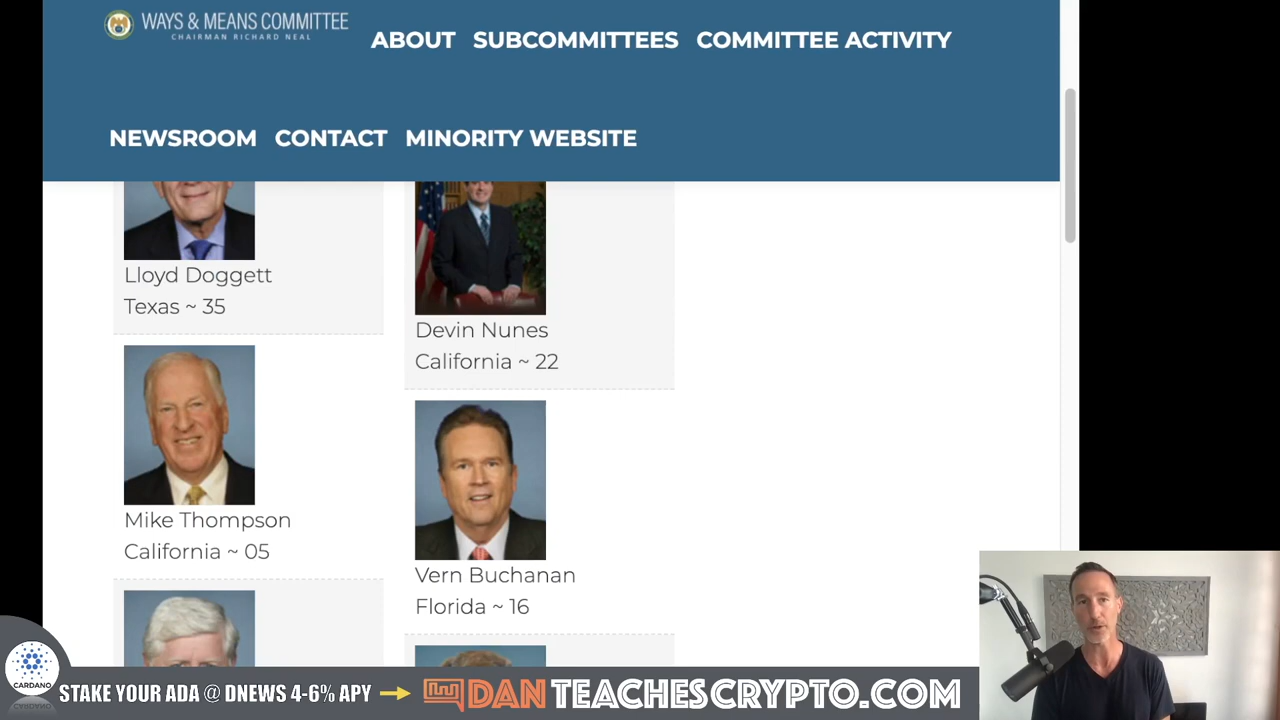 WAYS & MEANS COMMITTEE
CHAIRMAN RICHARD NEAL
ABOUT SUBCOMMITTEES COMMITTEE ACTIVITY
NEWSROOM CONTACT MINORITY WEBSITE
Lloyd Doggett
Texas ~ 35
Devin Nunes
California ~ 22
Mike Thompson
California ~ 05
Vern Buchanan
Florida ~ 16
CARDANO
STAKE YOUR ADA @ DNEWS 4-6% APY
DANTEACHESCRYPTO.COM